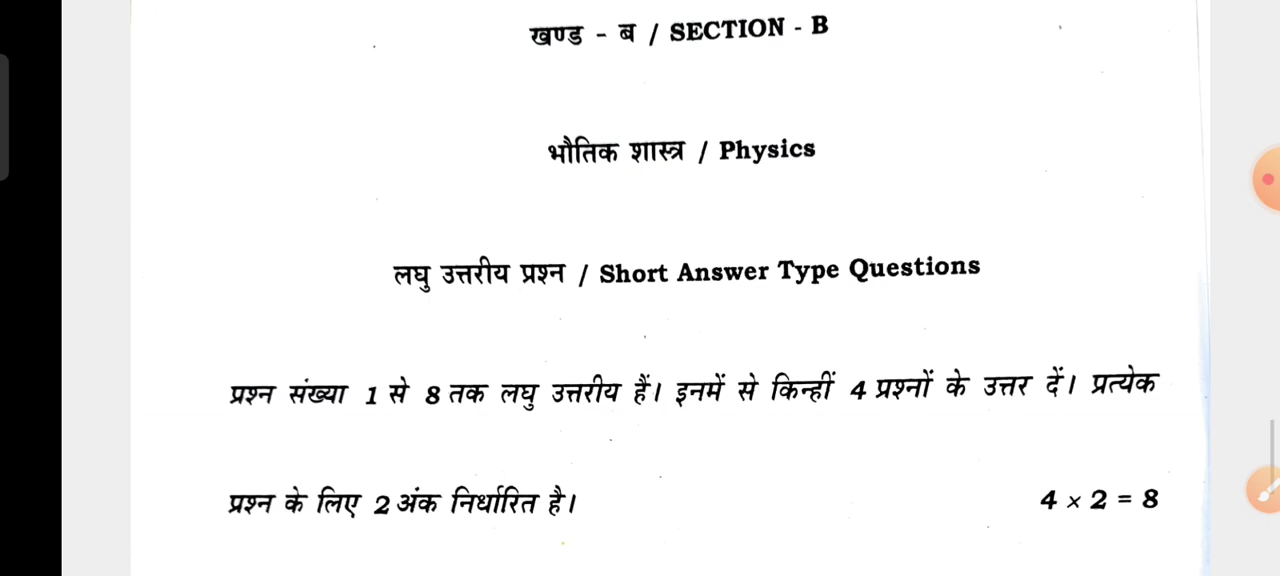 खण्ड - ब / SECTION - B
भौतिक शास्त्र / Physics
लघु उत्तरीय प्रश्न / Short Answer Type Questions
प्रश्न संख्या 1 से 8 तक लघु उत्तरीय हैं। इनमें से किन्हीं 4 प्रश्नों के उत्तर दें। प्रत्येक
प्रश्न के लिए 2 अंक निर्धारित है। 4 × 2 = 8